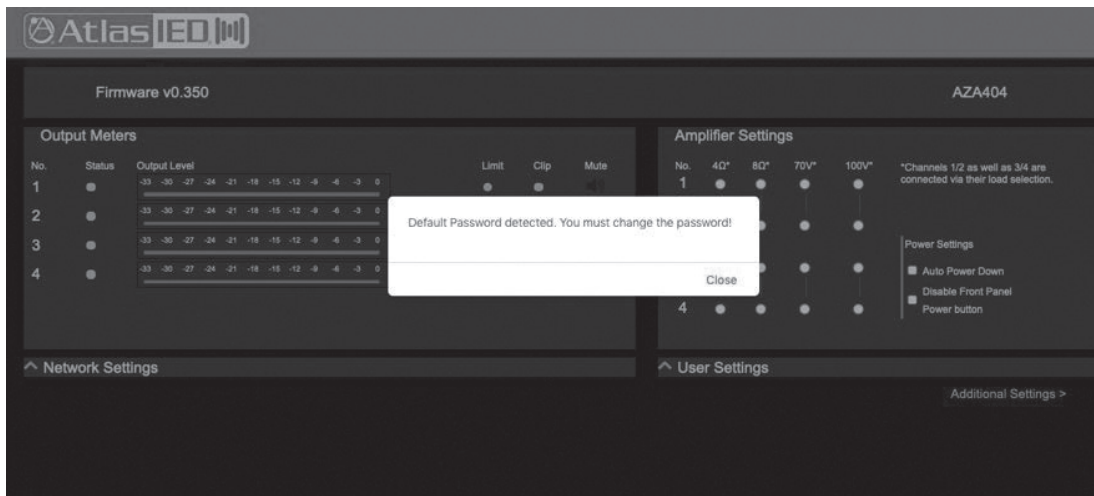 AtlasIED
Firmware v0.350
AZA404
Output Meters
No. Status Output Level Limit Clip Mute
1 -33 -30 -27 -24 -21 -18 -15 -12 -9 -6 -3 0
2 -33 -30 -27 -24 -21 -18 -15 -12 -9 -6 -3 0
3 -33 -30 -27 -24 -21 -18 -15 -12 -9 -6 -3 0
4 -33 -30 -27 -24 -21 -18 -15 -12 -9 -6 -3 0
Amplifier Settings
No. 4Ω* 8Ω* 70V* 100V*
1
4
*Channels 1/2 as well as 3/4 are
connected via their load selection.
Power Settings
Auto Power Down
Disable Front Panel
Power button
Default Password detected. You must change the password!
Close
^ Network Settings
^ User Settings
Additional Settings >